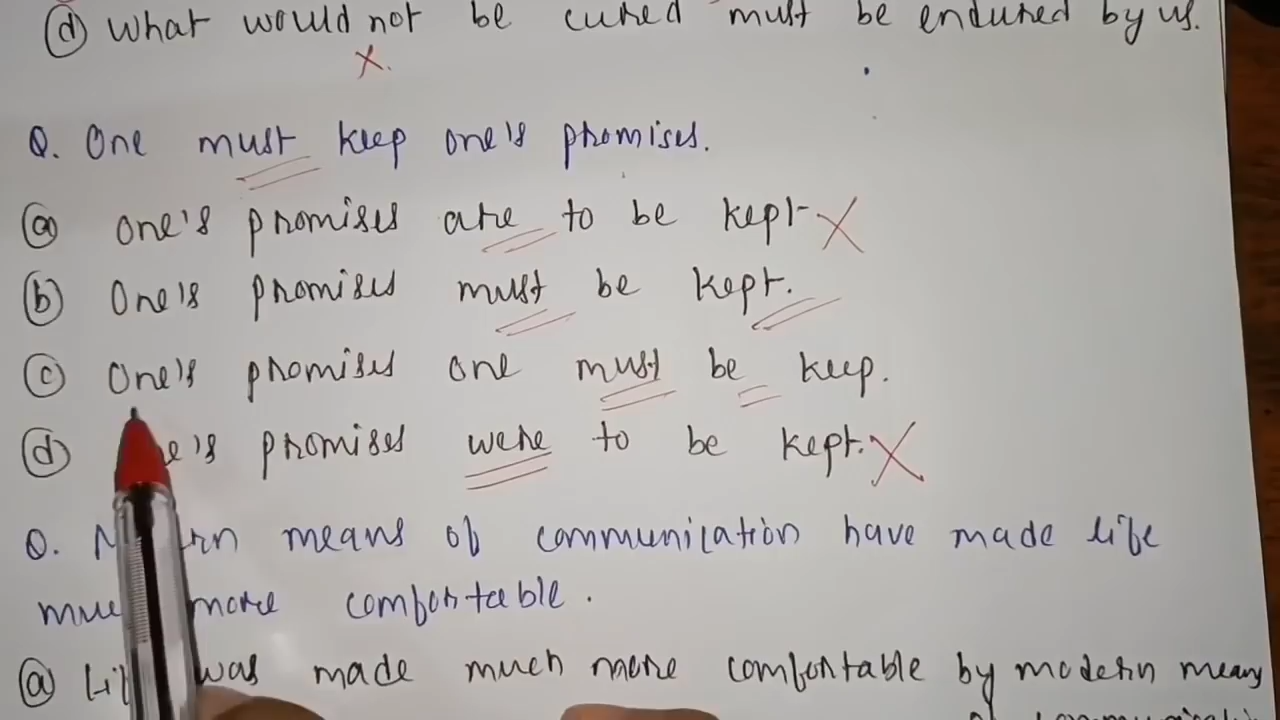 (d) What would not be cured must be endured by us.
Q. One must keep one's promises.
(a) One's promises are to be kept
(b) One's promises must be kept.
(c) One's promises one must be keep.
(d) promises were to be kept.
Q. means of communication have made life
more comfortable.
(a) was made much more comfortable by modern means
of